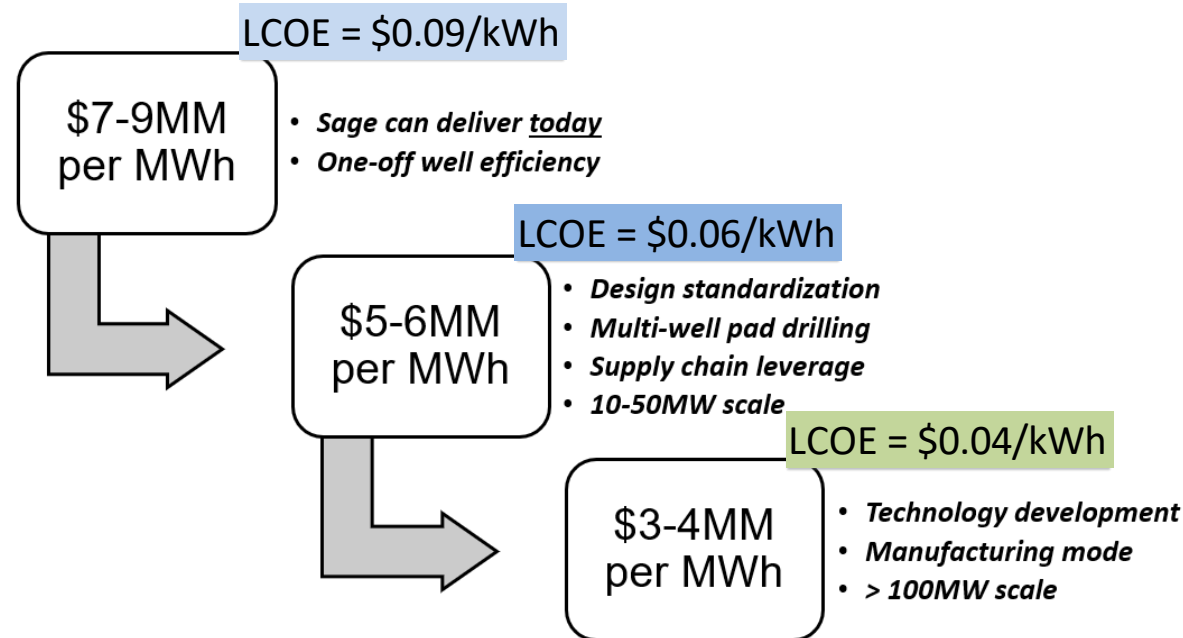 LCOE = $0.09/kWh
$7-9MM
per MWh
• Sage can deliver today
• One-off well efficiency
LCOE = $0.06/kWh
$5-6MM
per MWh
• Design standardization
• Multi-well pad drilling
• Supply chain leverage
• 10-50MW scale
LCOE = $0.04/kWh
$3-4MM
per MWh
• Technology development
• Manufacturing mode
• > 100MW scale